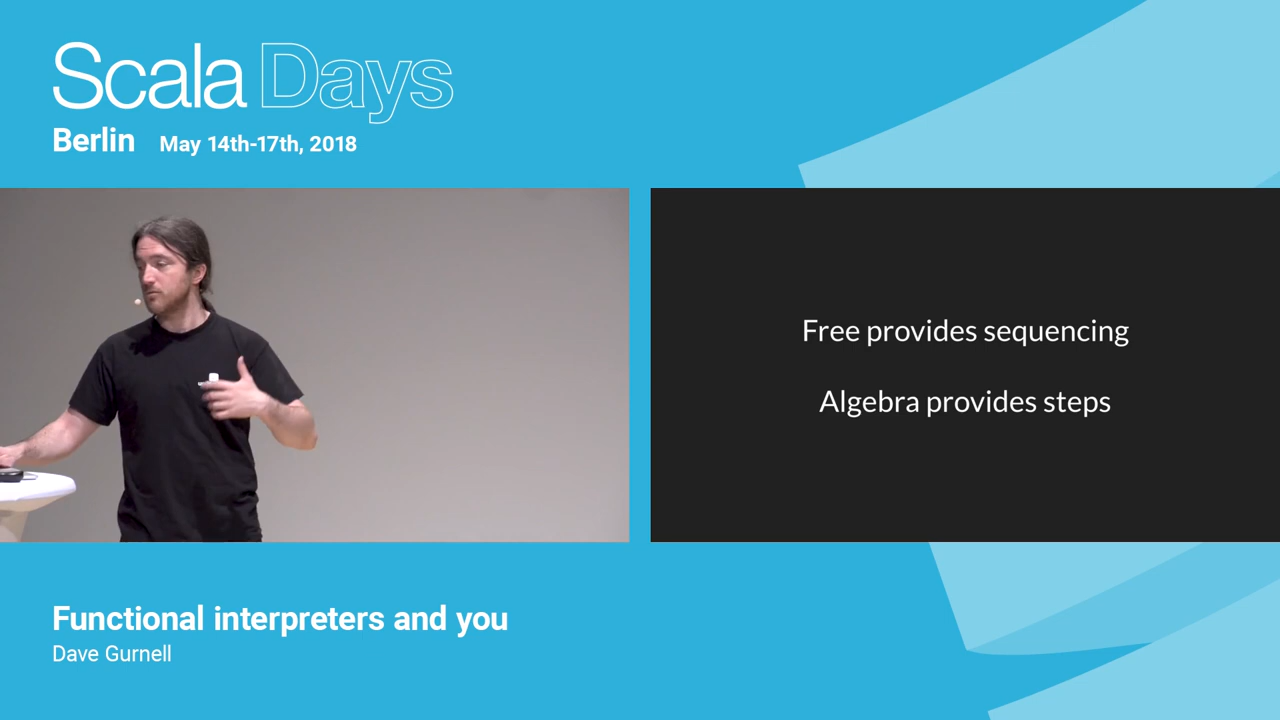 Scala Days
Berlin May 14th-17th, 2018
Free provides sequencing
Algebra provides steps
Functional interpreters and you
Dave Gurnell